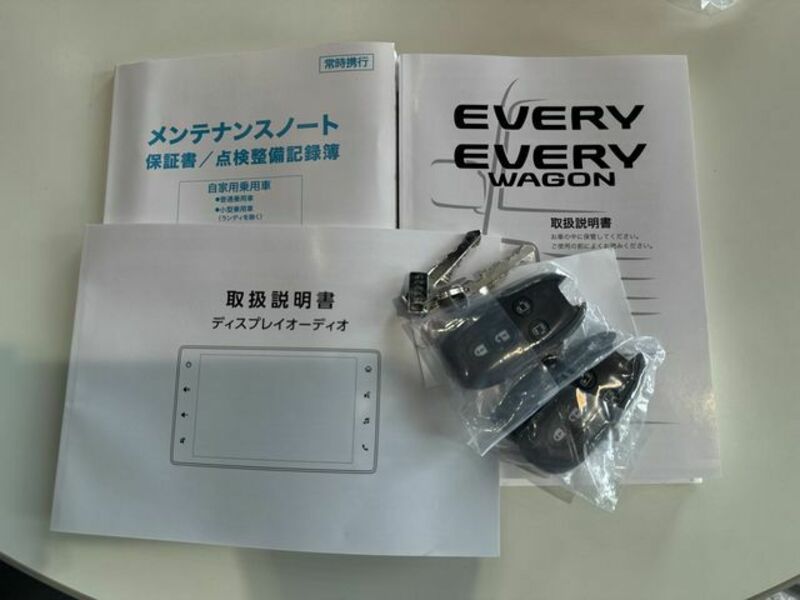 常時携行
メンテナンスノート
保証書／点検整備記録簿
自家用乗用車
●普通乗用車
●小型乗用車
（ランディを除く）
EVERY
EVERY
WAGON
取扱説明書
お車の中に保管してください。
ご使用の前によくお読みください。
取扱説明書
ディスプレイオーディオ